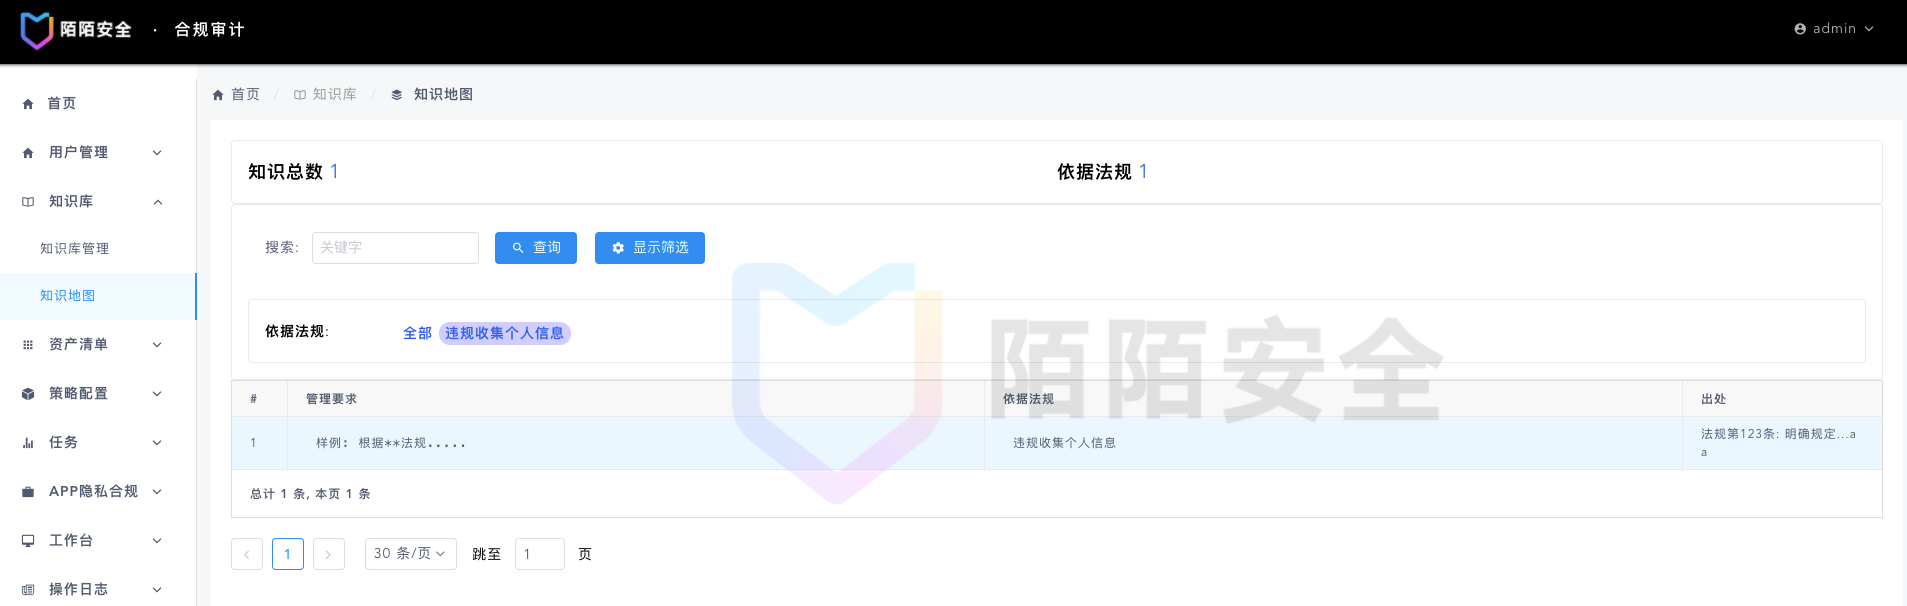 陌陌安全 · 合规审计
admin
首页
用户管理
知识库
知识库管理
知识地图
资产清单
策略配置
任务
APP隐私合规
工作台
操作日志
首页 / 知识库 / 知识地图
知识总数 1
依据法规 1
搜索: 关键字 查询 显示筛选
依据法规: 全部 违规收集个人信息
陌陌安全
# 管理要求 依据法规 出处
1 样例: 根据**法规..... 违规收集个人信息 法规第123条: 明确规定...a
a
总计 1 条, 本页 1 条
1 30 条/页 跳至 1 页